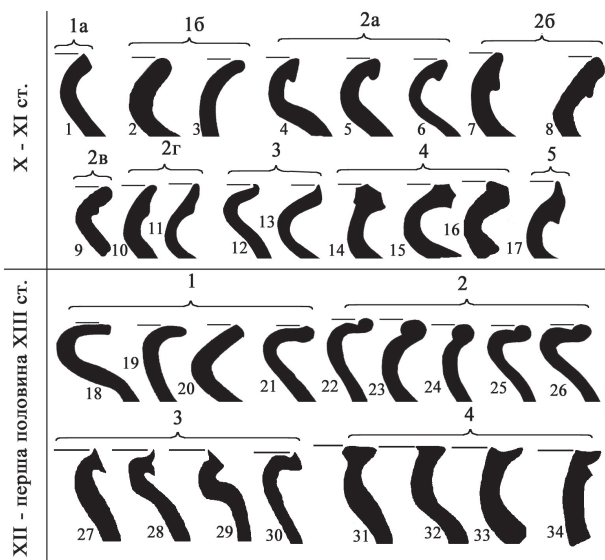 X - XI ст.
1а 1б 2а 2б
1 2 3 4 5 6 7 8
2в 2г 3 4 5
9 10 11 12 13 14 15 16 17
XII - перша половина XIII ст.
1 2
18 19 20 21 22 23 24 25 26
3 4
27 28 29 30 31 32 33 34